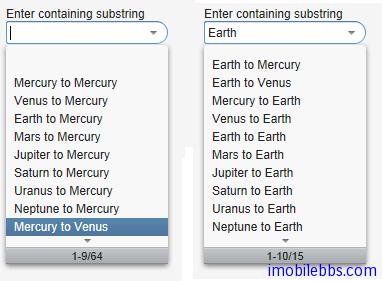 Enter containing substring
Mercury to Mercury
Venus to Mercury
Earth to Mercury
Mars to Mercury
Jupiter to Mercury
Saturn to Mercury
Uranus to Mercury
Neptune to Mercury
Mercury to Venus
1-9/64
Enter containing substring
Earth
Earth to Mercury
Earth to Venus
Mercury to Earth
Venus to Earth
Earth to Earth
Mars to Earth
Jupiter to Earth
Saturn to Earth
Uranus to Earth
Neptune to Earth
1-10/15
imobilebbs.com